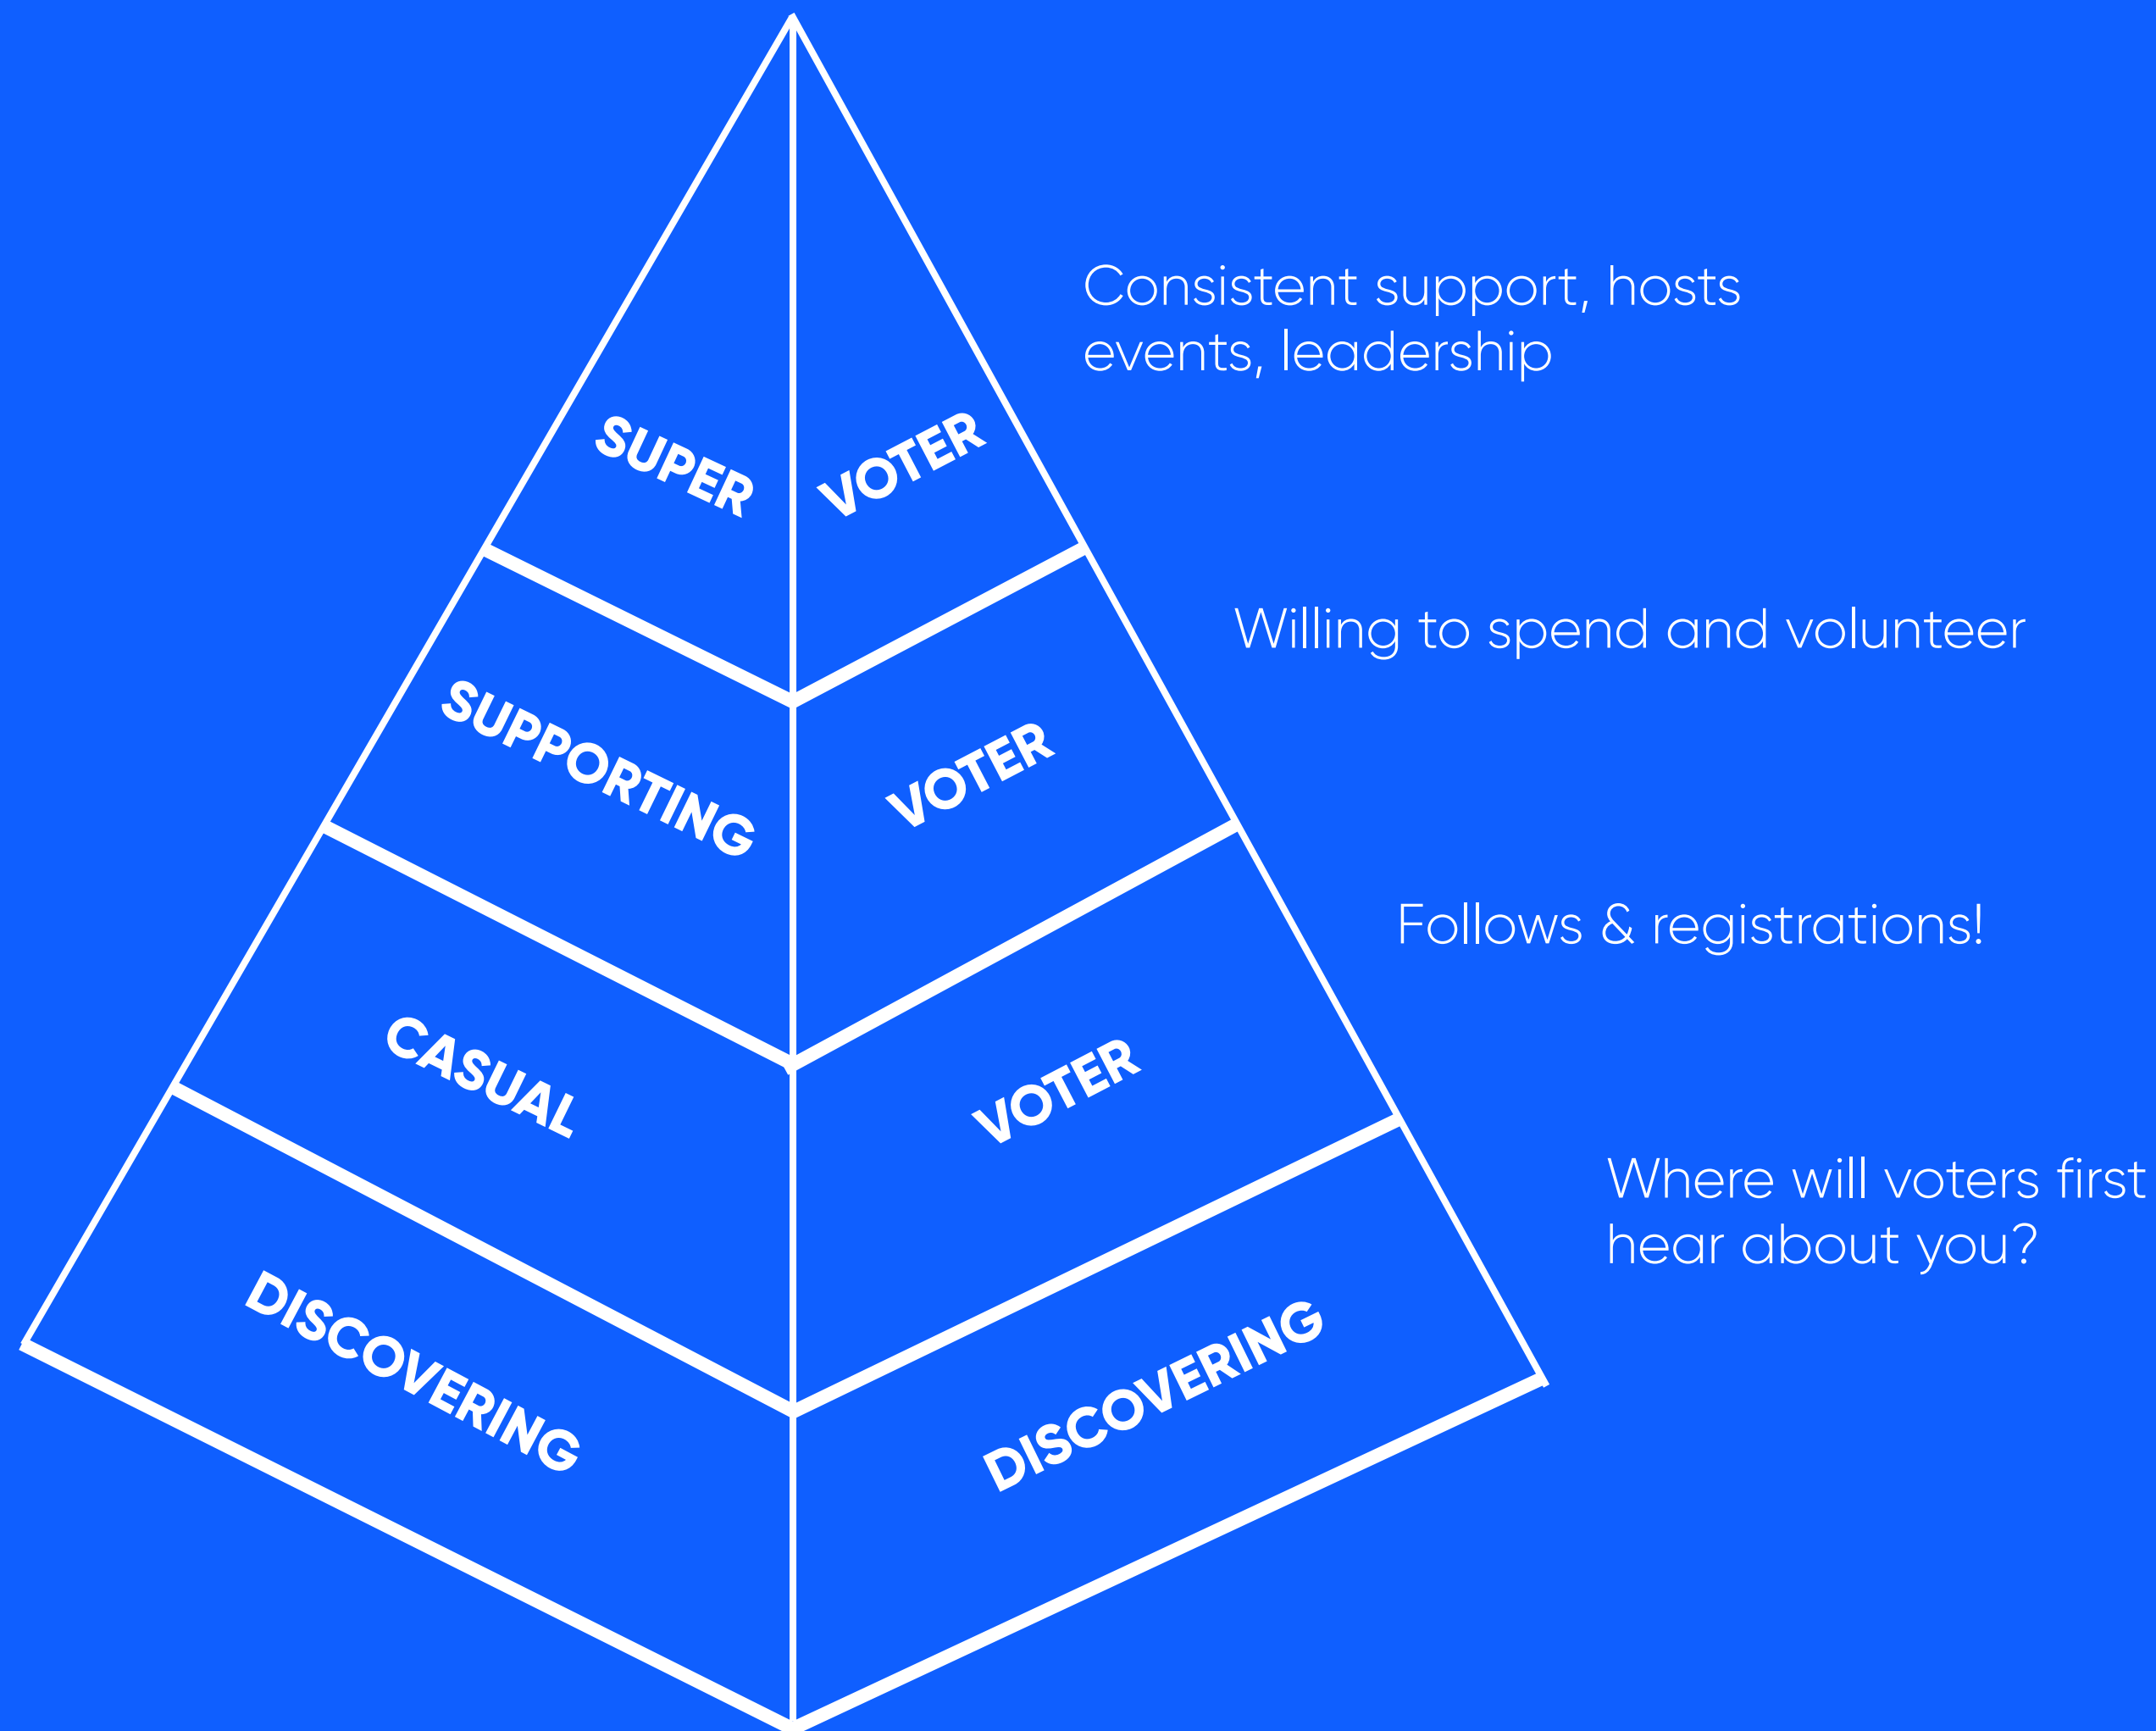 Consistent support, hosts
events, leadership
SUPER
VOTER
Willing to spend and volunteer
SUPPORTING
VOTER
Follows & registrations!
CASUAL
VOTER
Where will voters first
hear about you?
DISCOVERING
DISCOVERING